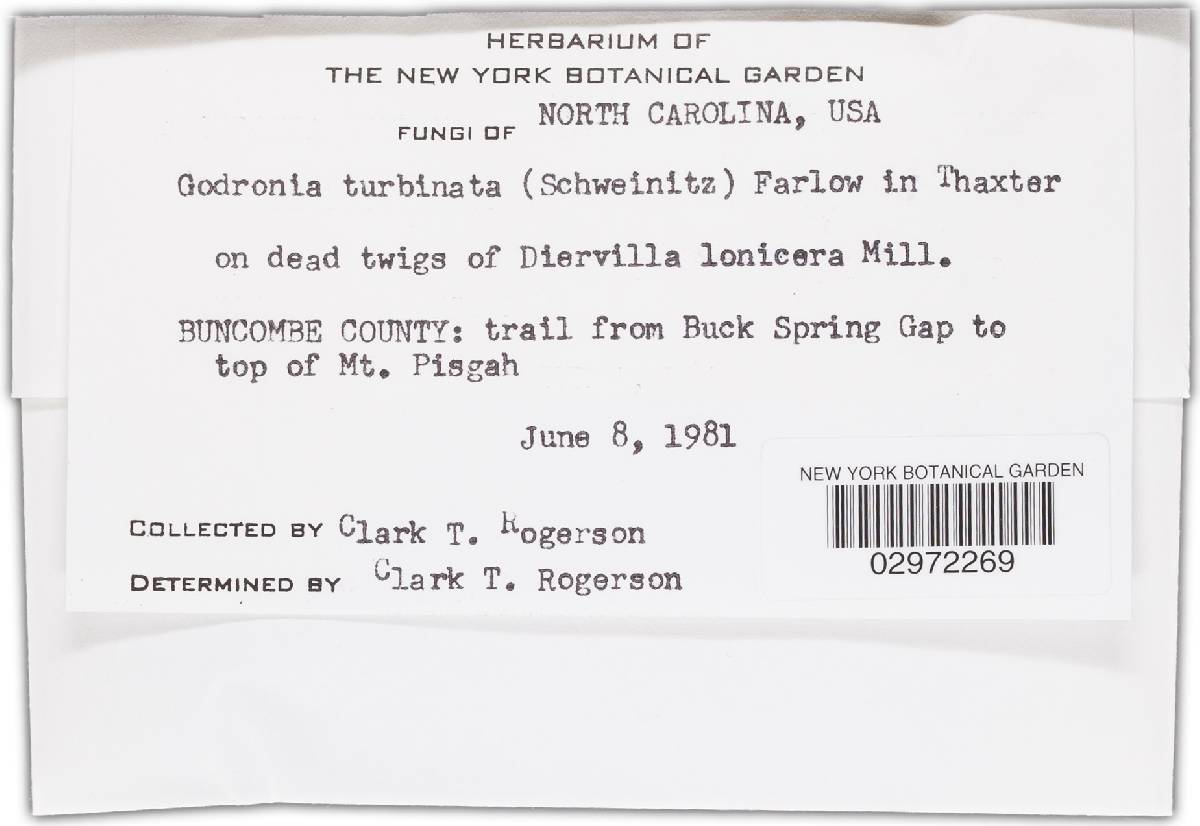 HERBARIUM OF
THE NEW YORK BOTANICAL GARDEN
FUNGI OF NORTH CAROLINA, USA
Godronia turbinata (Schweinitz) Farlow in Thaxter
on dead twigs of Diervilla lonicera Mill.
BUNCOMBE COUNTY: trail from Buck Spring Gap to
top of Mt. Pisgah
June 8, 1981
NEW YORK BOTANICAL GARDEN
02972269
COLLECTED BY Clark T. Rogerson
DETERMINED BY Clark T. Rogerson